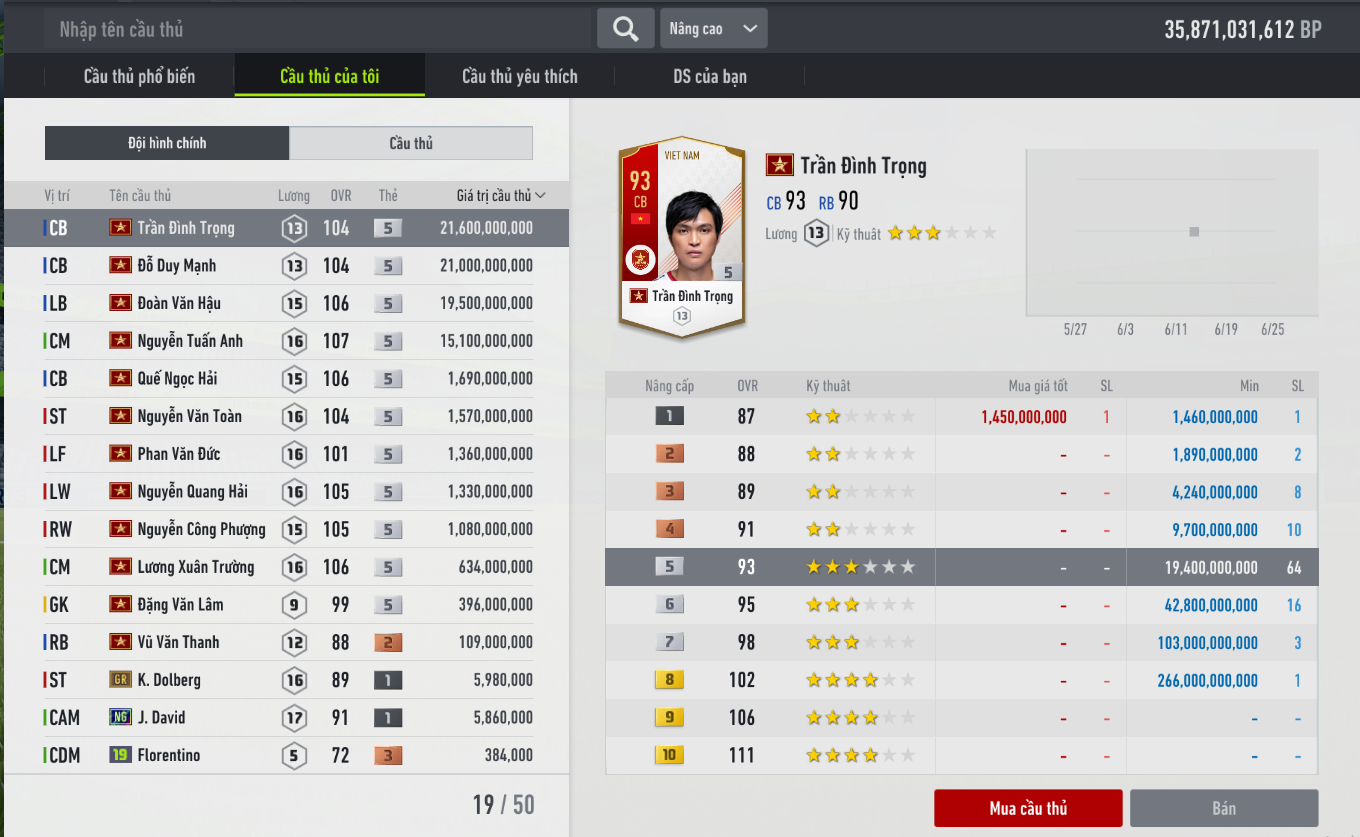 Nhập tên cầu thủ Nâng cao 35,871,031,612 BP
Cầu thủ phổ biến Cầu thủ của tôi Cầu thủ yêu thích DS của bạn
Đội hình chính Cầu thủ
Vị trí Tên cầu thủ Lương OVR Thẻ Giá trị cầu thủ
CB Trần Đình Trọng 13 104 5 21,600,000,000
CB Đỗ Duy Mạnh 13 104 5 21,000,000,000
LB Đoàn Văn Hậu 15 106 5 19,500,000,000
CM Nguyễn Tuấn Anh 16 107 5 15,100,000,000
CB Quế Ngọc Hải 15 106 5 1,690,000,000
ST Nguyễn Văn Toàn 16 104 5 1,570,000,000
LF Phan Văn Đức 16 101 5 1,360,000,000
LW Nguyễn Quang Hải 16 105 5 1,330,000,000
RW Nguyễn Công Phượng 15 105 5 1,080,000,000
CM Lương Xuân Trường 16 106 5 634,000,000
GK Đặng Văn Lâm 9 99 5 396,000,000
RB Vũ Văn Thanh 12 88 2 109,000,000
ST GR K. Dolberg 16 89 1 5,980,000
CAM NG J. David 17 91 1 5,860,000
CDM 19 Florentino 5 72 3 384,000
19 / 50
VIET NAM
93
CB
5
Trần Đình Trọng
13
Trần Đình Trọng
CB 93 RB 90
Lương 13 Kỹ thuật
5/27 6/3 6/11 6/19 6/25
Nâng cấp OVR Kỹ thuật Mua giá tốt SL Min SL
1 87 1,450,000,000 1 1,460,000,000 1
2 88 - - 1,890,000,000 2
3 89 - - 4,240,000,000 8
4 91 - - 9,700,000,000 10
5 93 - - 19,400,000,000 64
6 95 - - 42,800,000,000 16
7 98 - - 103,000,000,000 3
8 102 - - 266,000,000,000 1
9 106 - - - -
10 111 - - - -
Mua cầu thủ Bán